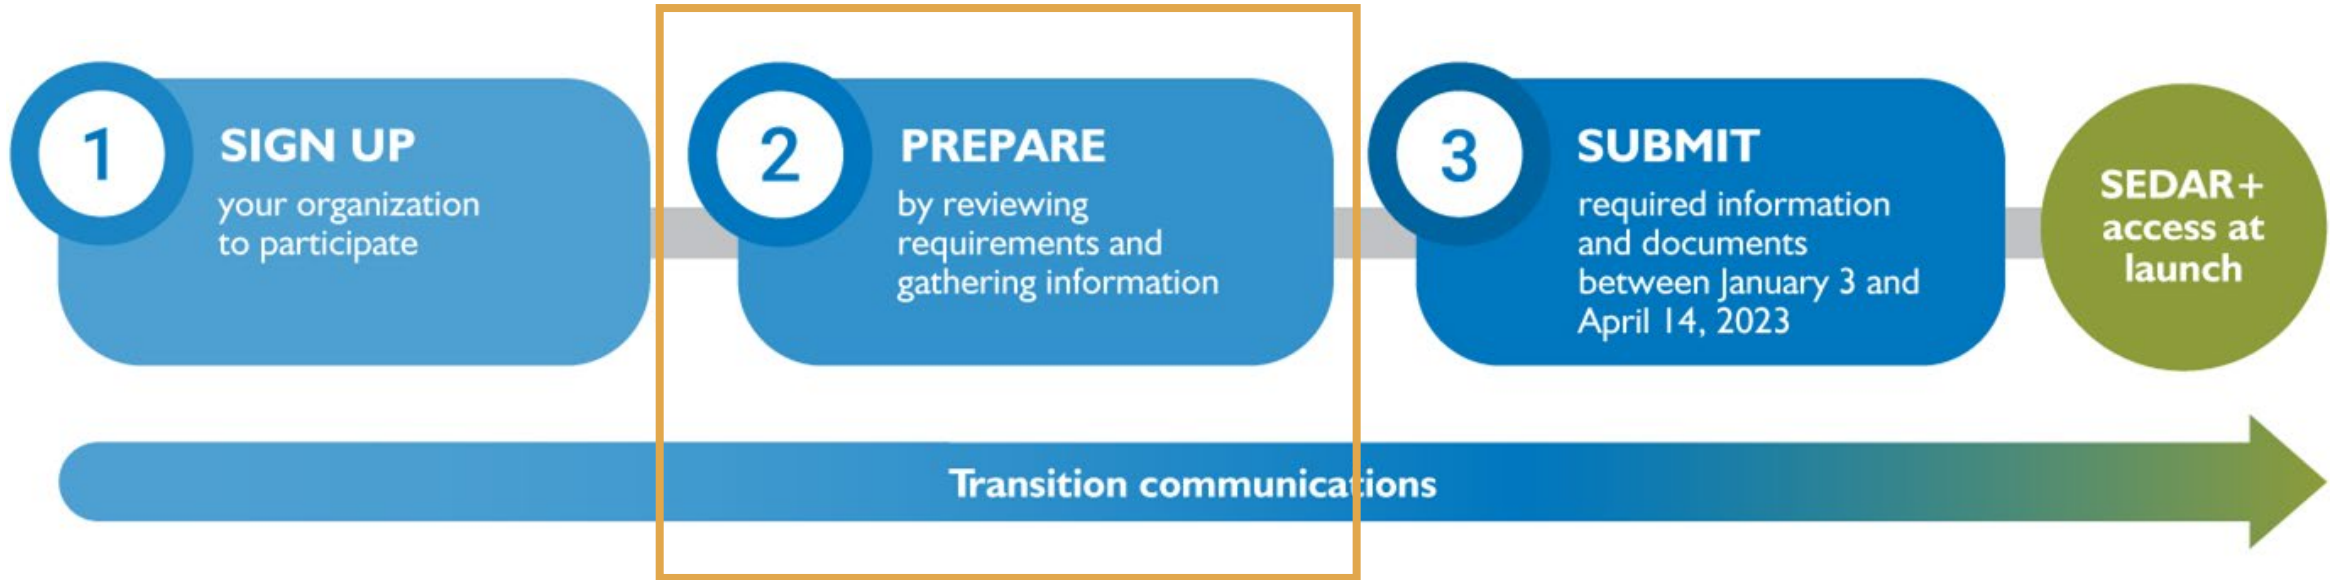 1
SIGN UP
your organization
to participate
2
PREPARE
by reviewing
requirements and
gathering information
3
SUBMIT
required information
and documents
between January 3 and
April 14, 2023
SEDAR+
access at
launch
Transition communications